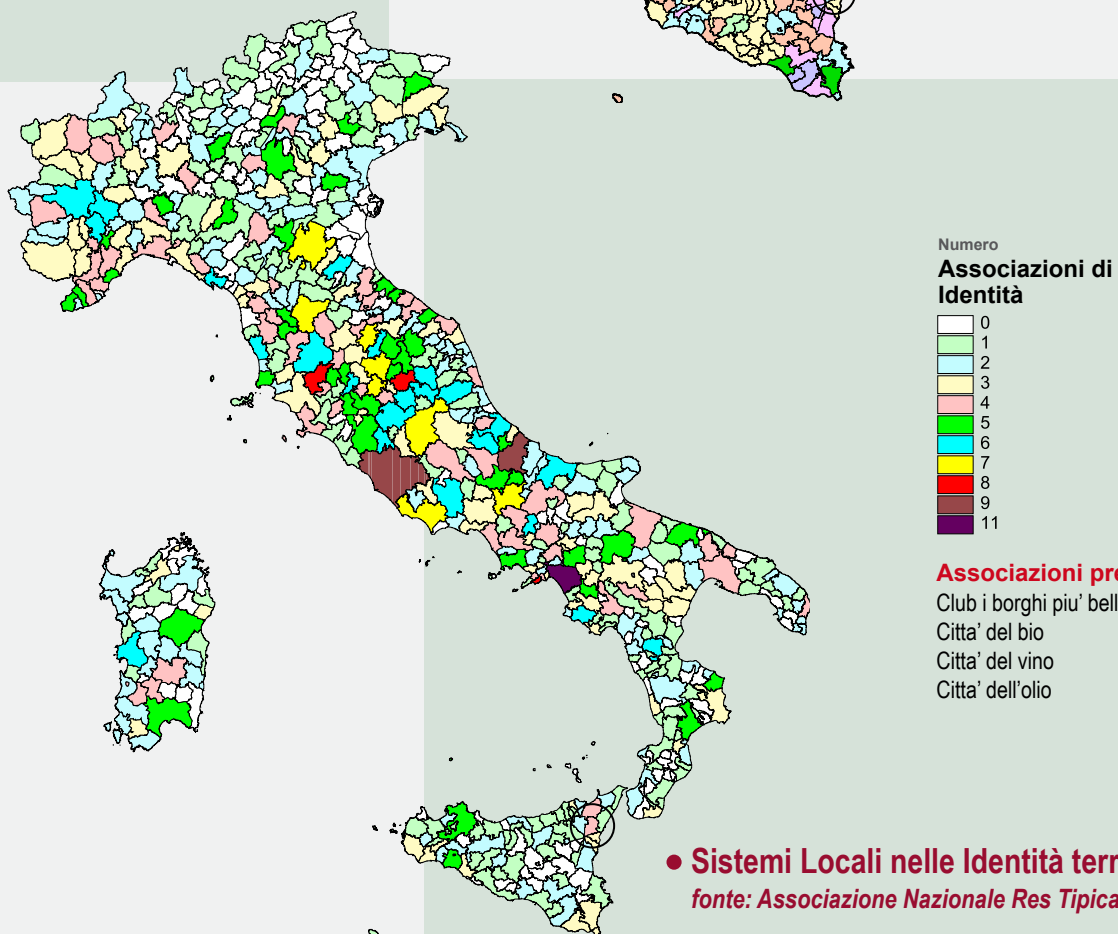 Numero
Associazioni di
Identità
0
1
2
3
4
5
6
7
8
9
11
Associazioni pr
Club i borghi piu' bell
Citta' del bio
Citta' del vino
Citta' dell'olio
• Sistemi Locali nelle Identità terr
fonte: Associazione Nazionale Res Tipica